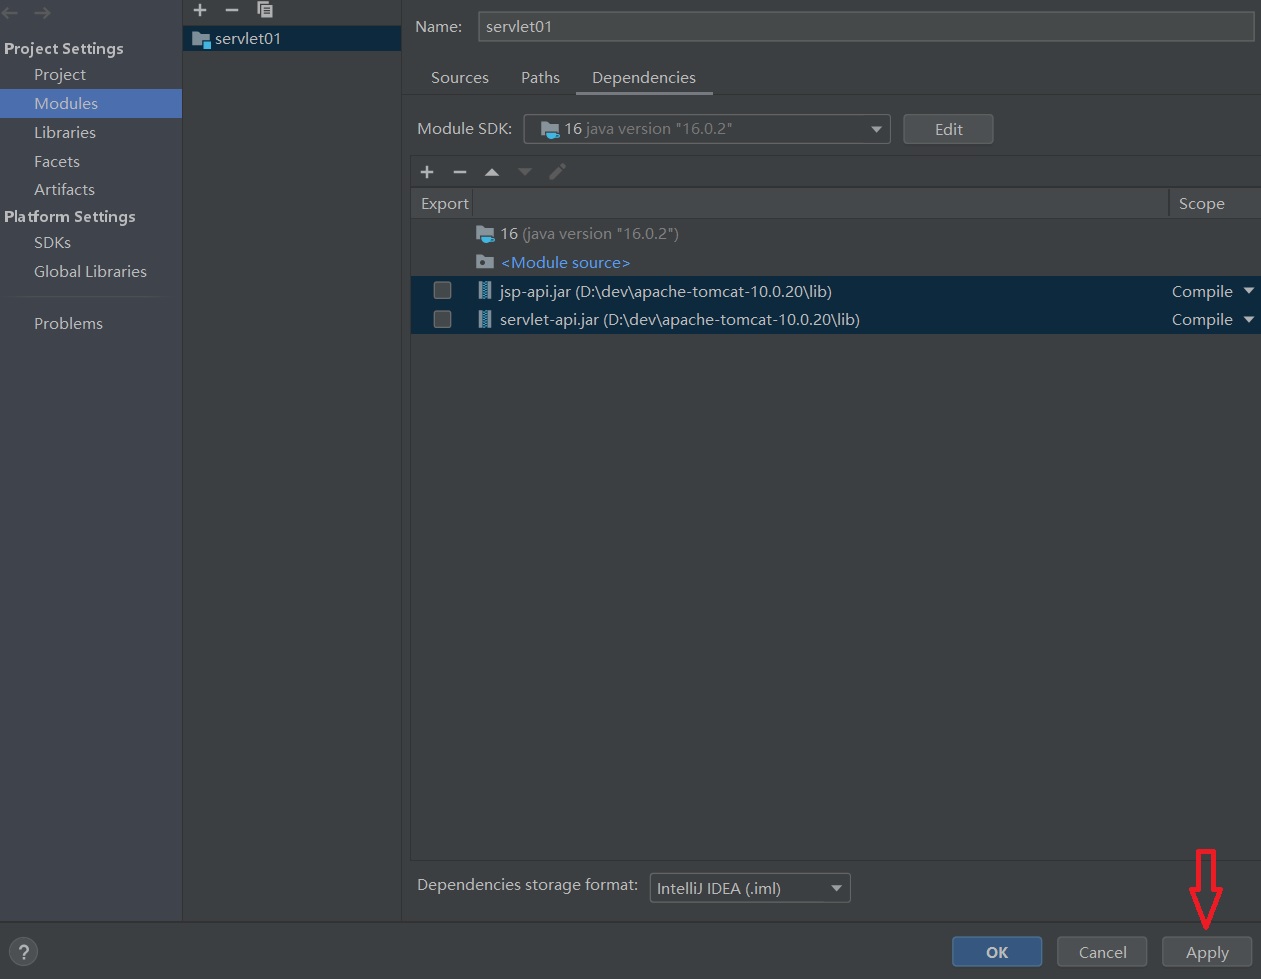 Project Settings
Project
Modules
Libraries
Facets
Artifacts
Platform Settings
SDKs
Global Libraries
Problems
servlet01
Name: servlet01
Sources Paths Dependencies
Module SDK: 16 java version "16.0.2" Edit
Export Scope
16 (java version "16.0.2")
<Module source>
jsp-api.jar (D:\dev\apache-tomcat-10.0.20\lib) Compile
servlet-api.jar (D:\dev\apache-tomcat-10.0.20\lib) Compile
Dependencies storage format: IntelliJ IDEA (.iml)
? OK Cancel Apply